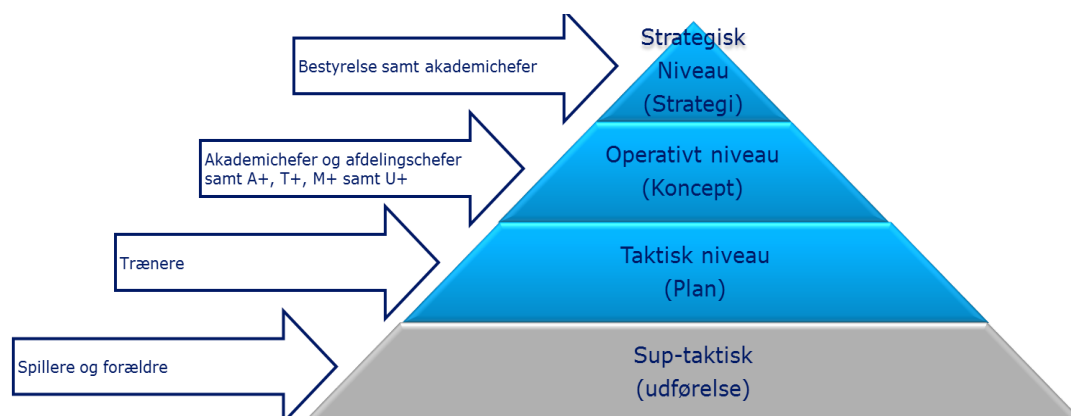 Strategisk
Niveau
(Strategi)
Bestyrelse samt akademichefer
Operativt niveau
(Koncept)
Akademichefer og afdelingschefer
samt A+, T+, M+ samt U+
Taktisk niveau
(Plan)
Trænere
Sup-taktisk
(udførelse)
Spillere og forældre